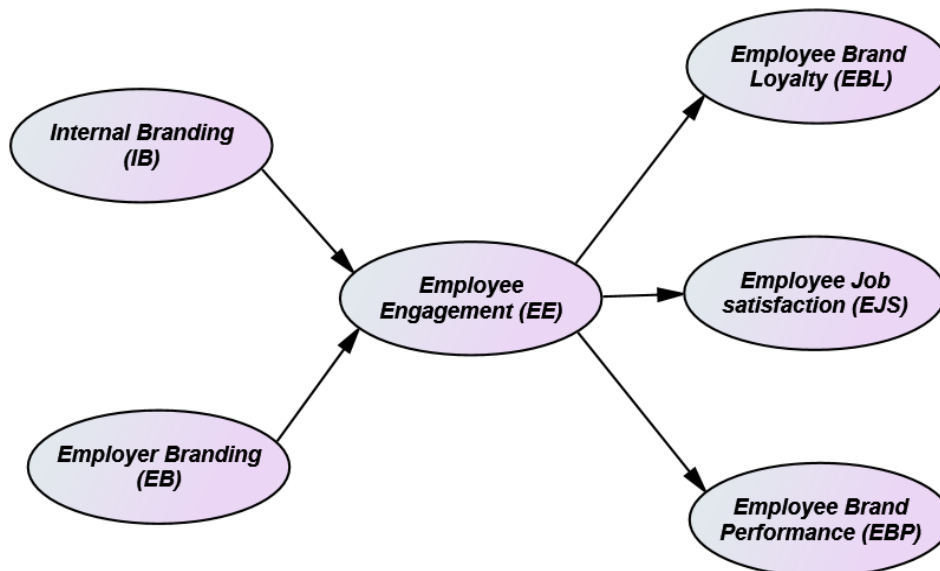 Employee Brand
Loyalty (EBL)
Internal Branding
(IB)
Employee
Engagement (EE)
Employee Job
satisfaction (EJS)
Employer Branding
(EB)
Employee Brand
Performance (EBP)